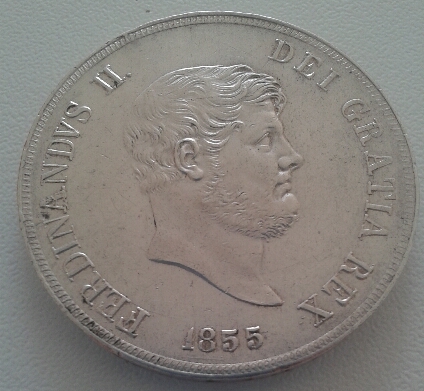 FERDINANDVS II. DEI GRATIA REX
1855